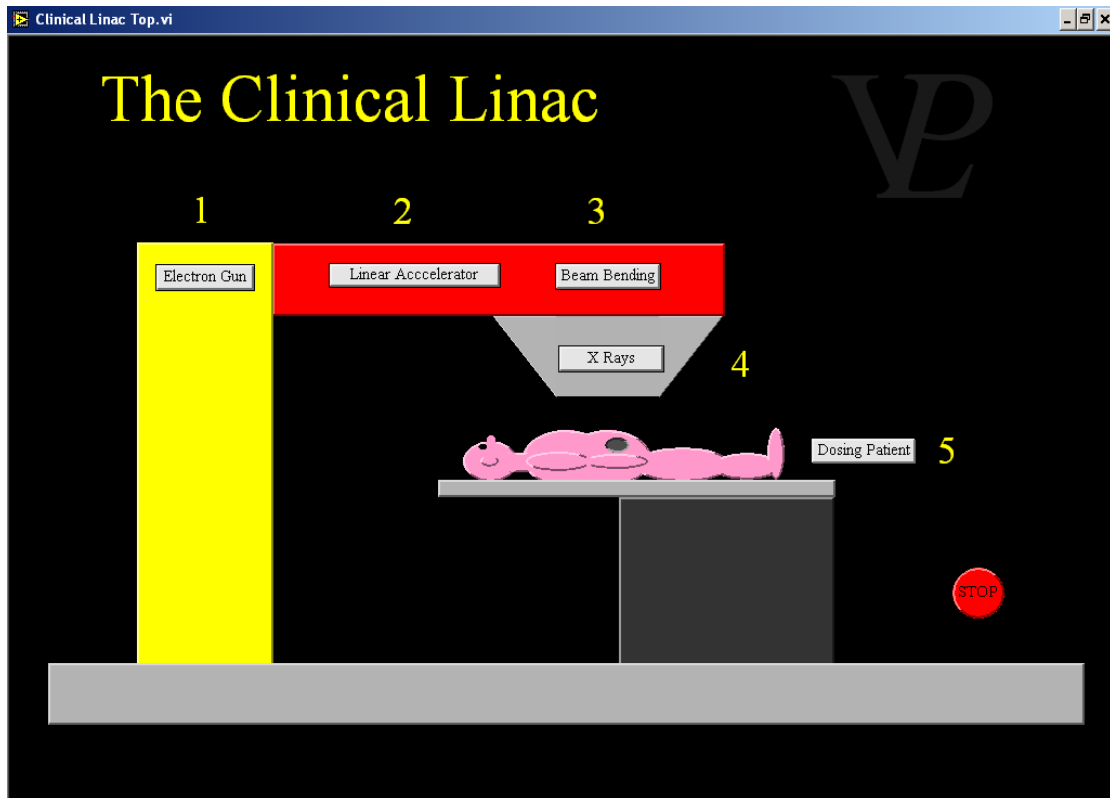 Clinical Linac Top.vi
The Clinical Linac
VPL
1 2 3
Electron Gun Linear Acccelerator Beam Bending
X Rays
4
Dosing Patient 5
STOP